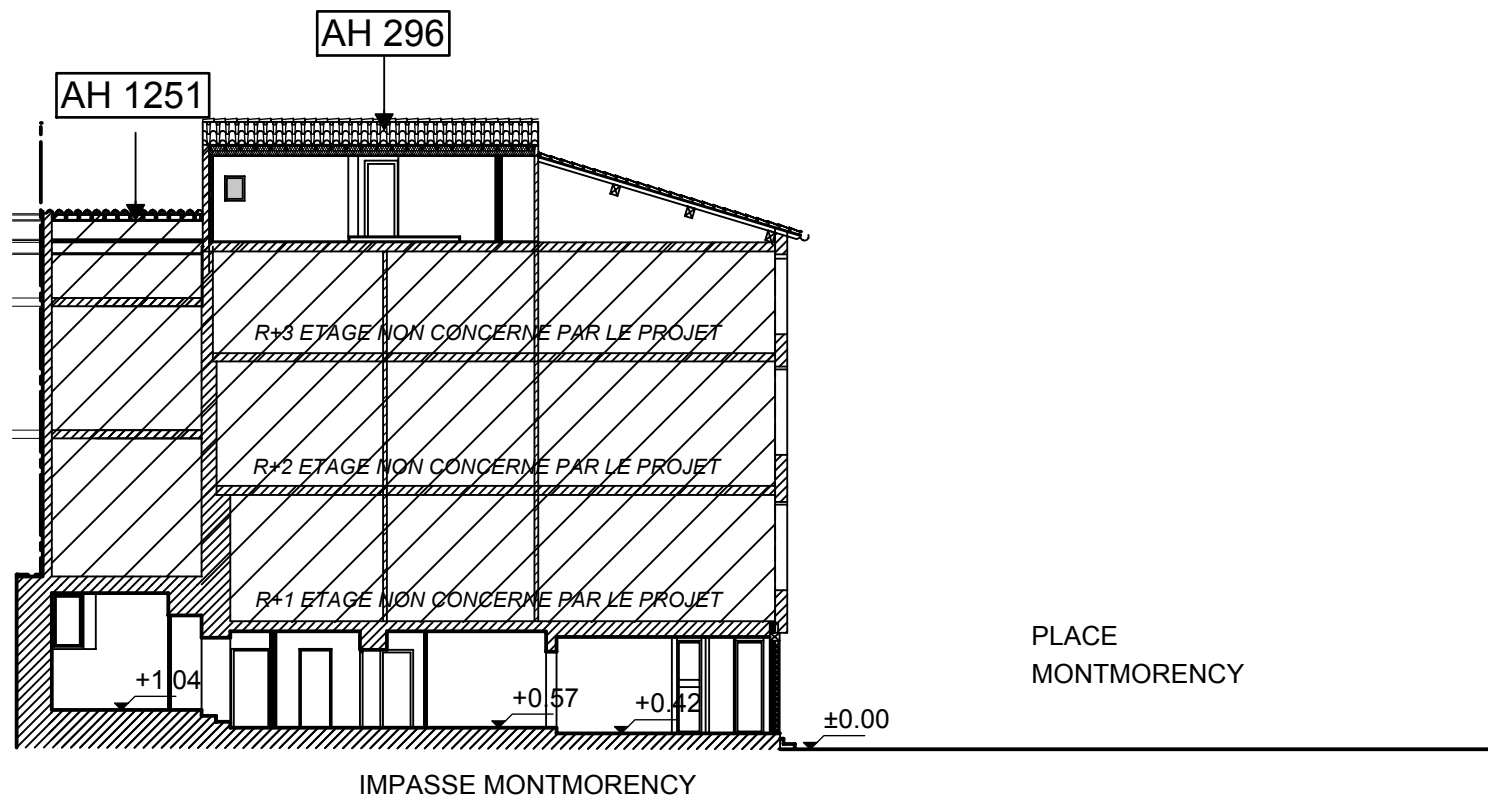 AH 296
AH 1251
R+3 ETAGE NON CONCERNE PAR LE PROJET
R+2 ETAGE NON CONCERNE PAR LE PROJET
R+1 ETAGE NON CONCERNE PAR LE PROJET
PLACE
MONTMORENCY
+1.04
+0.57
+0.42
±0.00
IMPASSE MONTMORENCY